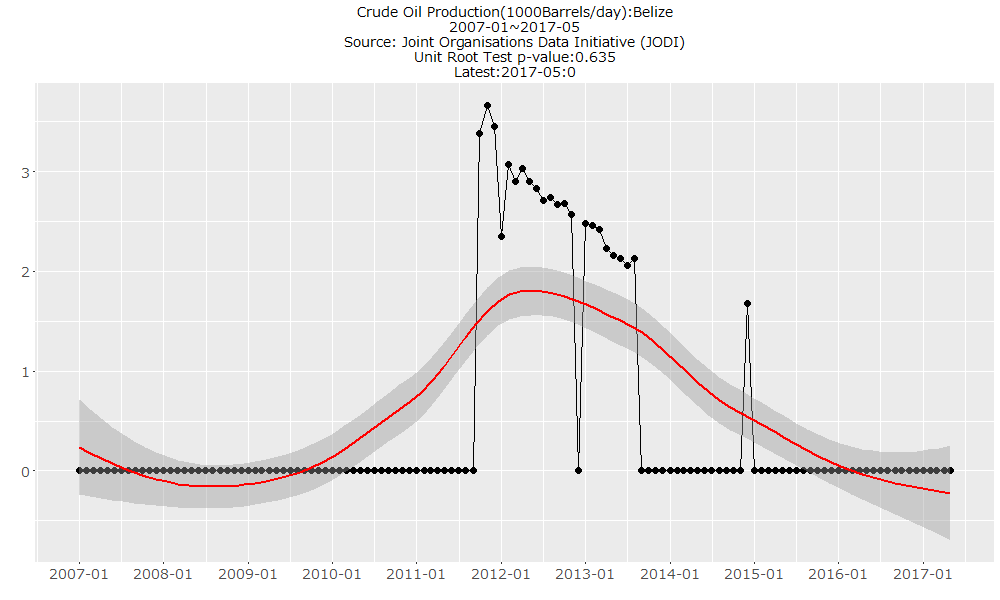 Crude Oil Production(1000Barrels/day):Belize
2007-01~2017-05
Source: Joint Organisations Data Initiative (JODI)
Unit Root Test p-value:0.635
Latest:2017-05:0
3
2
1
0
2007-01 2008-01 2009-01 2010-01 2011-01 2012-01 2013-01 2014-01 2015-01 2016-01 2017-01